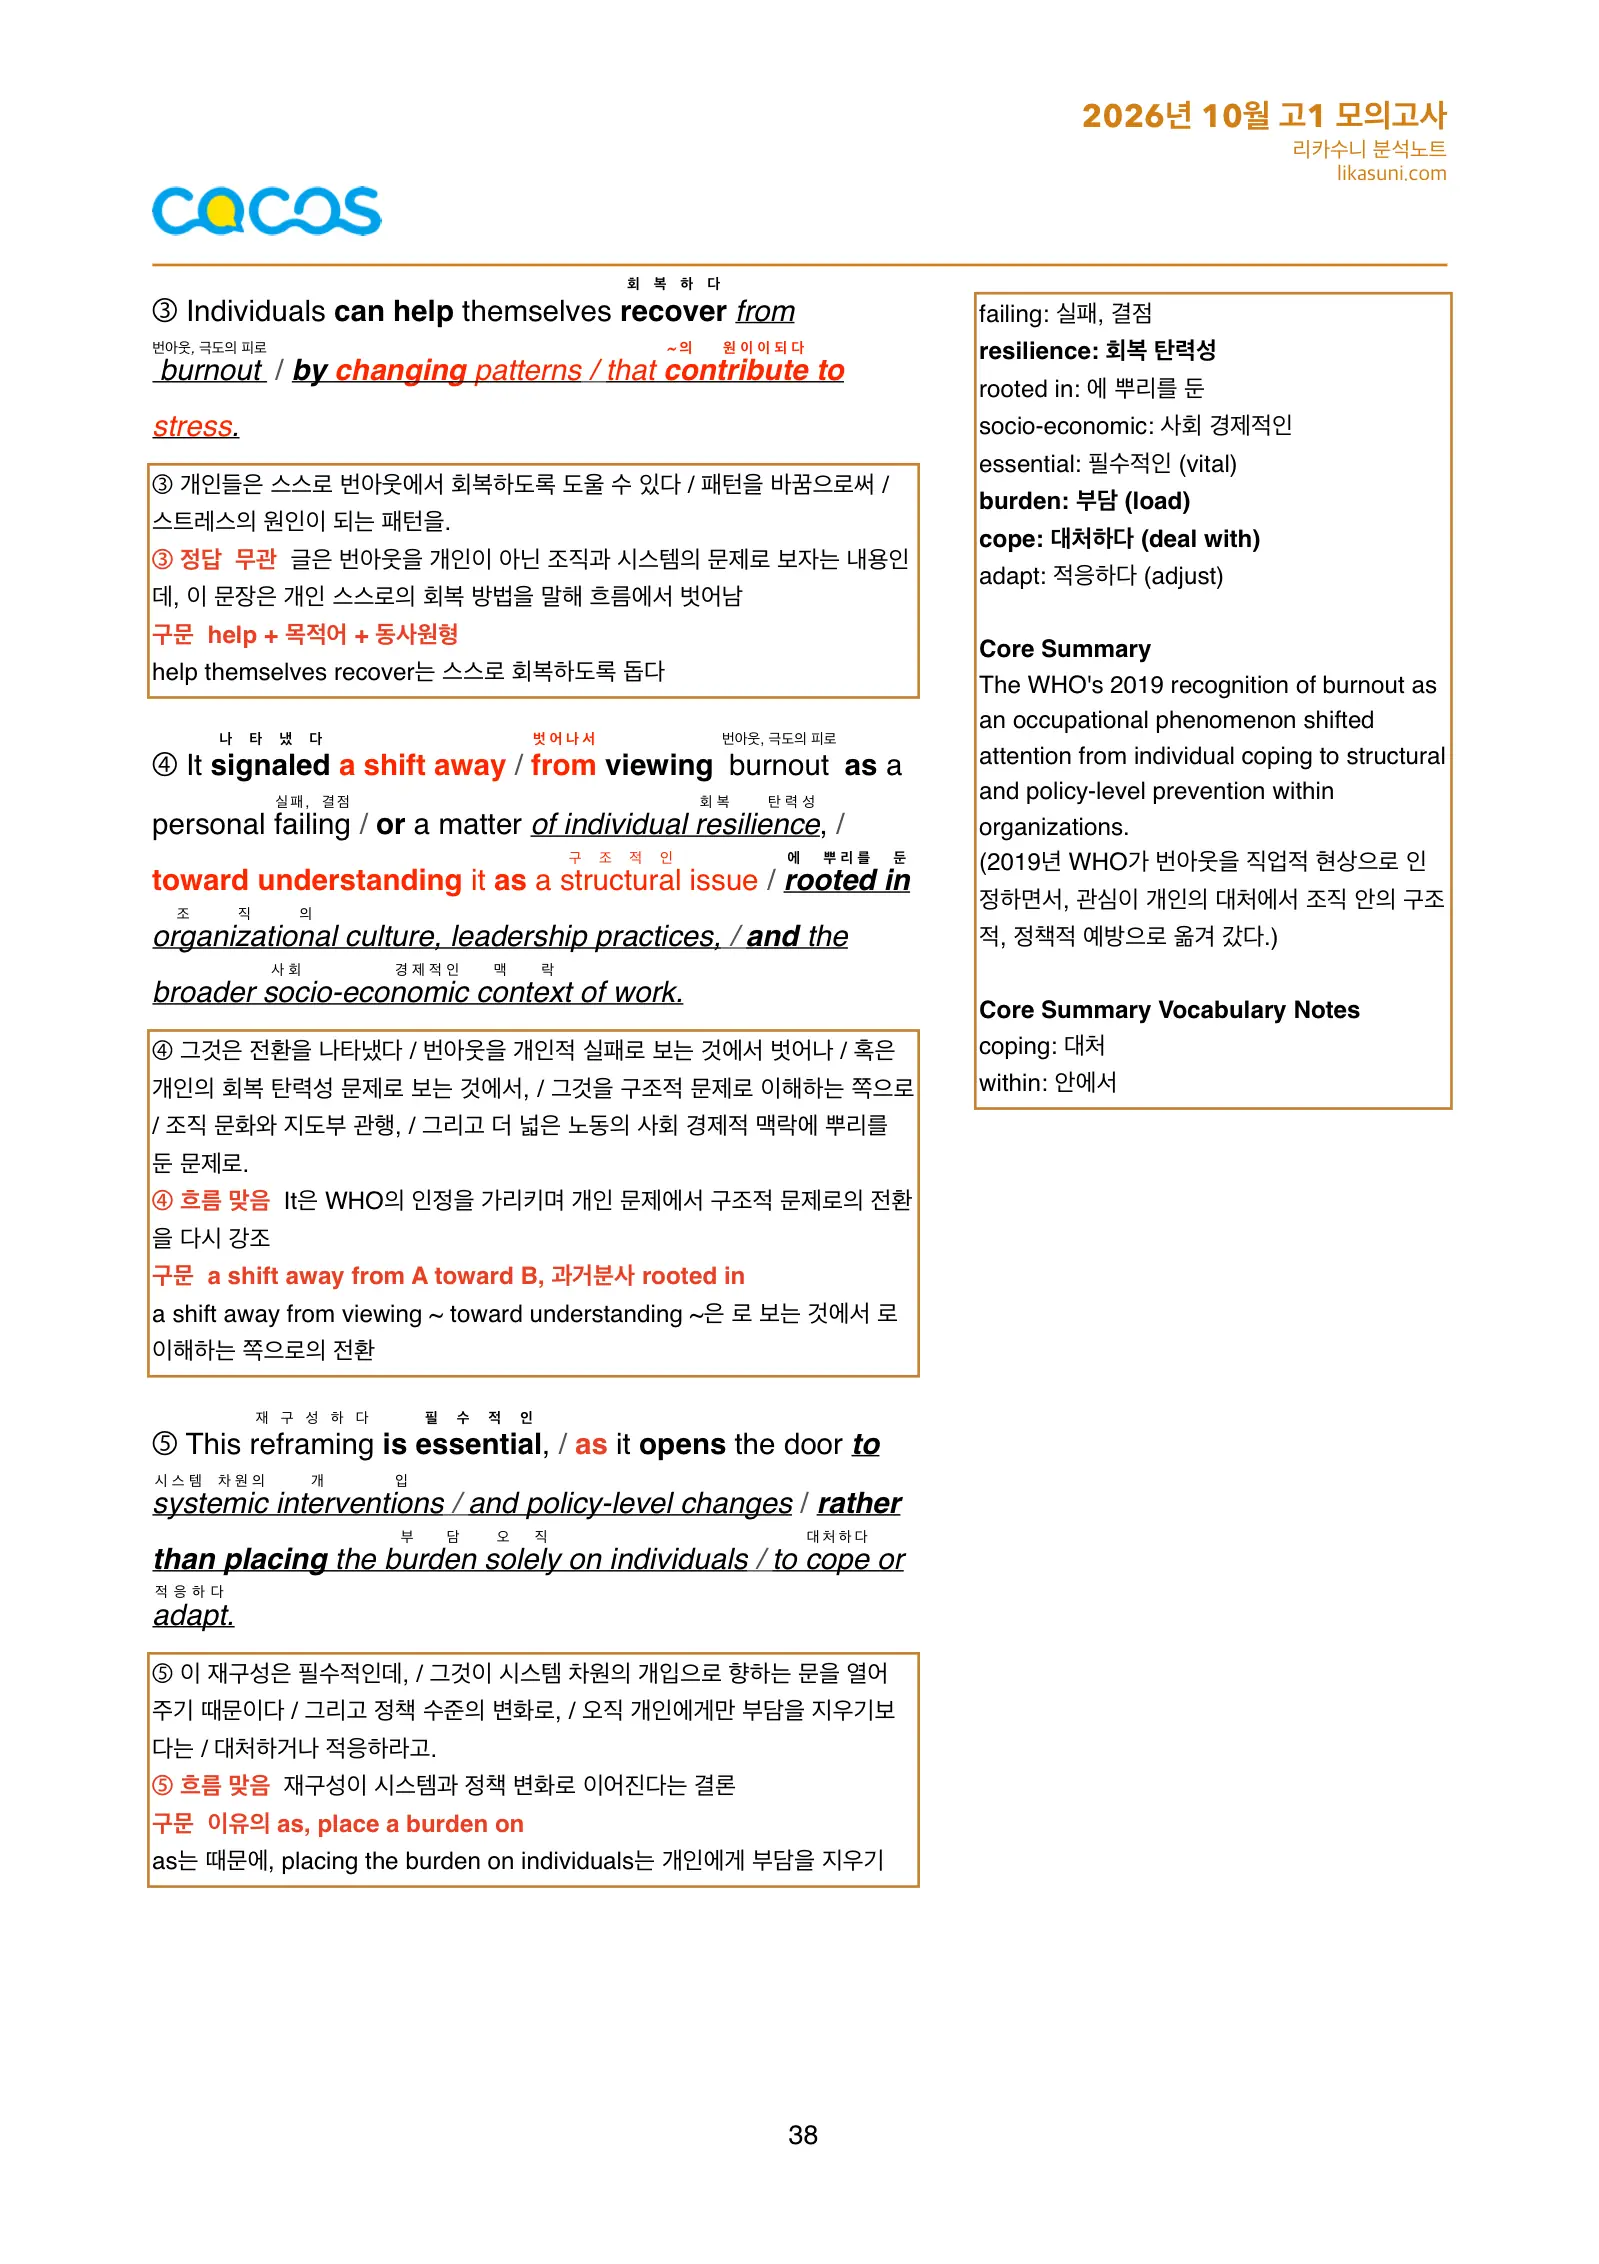 2026년 10월 고1 모의고사
리카수니 분석노트
likasuni.com
cacos
회복하다
③ Individuals can help themselves recover from
번아웃, 극도의 피로 ~의 원이이되다
burnout / by changing patterns / that contribute to
stress.
③ 개인들은 스스로 번아웃에서 회복하도록 도울 수 있다 / 패턴을 바꿈으로써 /
스트레스의 원인이 되는 패턴을.
③ 정답 무관 글은 번아웃을 개인이 아닌 조직과 시스템의 문제로 보자는 내용인
데, 이 문장은 개인 스스로의 회복 방법을 말해 흐름에서 벗어남
구문 help + 목적어 + 동사원형
help themselves recover는 스스로 회복하도록 돕다
나타냈다 벗어나서 번아웃, 극도의 피로
④ It signaled a shift away / from viewing burnout as a
실패, 결점 회복 탄력성
personal failing / or a matter of individual resilience, /
구조적인 에 뿌리를 둔
toward understanding it as a structural issue / rooted in
조직의
organizational culture, leadership practices, / and the
사회 경제적인 맥락
broader socio-economic context of work.
④ 그것은 전환을 나타냈다 / 번아웃을 개인적 실패로 보는 것에서 벗어나 / 혹은
개인의 회복 탄력성 문제로 보는 것에서, / 그것을 구조적 문제로 이해하는 쪽으로
/ 조직 문화와 지도부 관행, / 그리고 더 넓은 노동의 사회 경제적 맥락에 뿌리를
둔 문제로.
④ 흐름 맞음 It은 WHO의 인정을 가리키며 개인 문제에서 구조적 문제로의 전환
을 다시 강조
구문 a shift away from A toward B, 과거분사 rooted in
a shift away from viewing ~ toward understanding ~은 로 보는 것에서 로
이해하는 쪽으로의 전환
재구성하다 필수적인
⑤ This reframing is essential, / as it opens the door to
시스템 차원의 개입
systemic interventions / and policy-level changes / rather
부담 오직 대처하다
than placing the burden solely on individuals / to cope or
적응하다
adapt.
⑤ 이 재구성은 필수적인데, / 그것이 시스템 차원의 개입으로 향하는 문을 열어
주기 때문이다 / 그리고 정책 수준의 변화로, / 오직 개인에게만 부담을 지우기보
다는 / 대처하거나 적응하라고.
⑤ 흐름 맞음 재구성이 시스템과 정책 변화로 이어진다는 결론
구문 이유의 as, place a burden on
as는 때문에, placing the burden on individuals는 개인에게 부담을 지우기
failing: 실패, 결점
resilience: 회복 탄력성
rooted in: 에 뿌리를 둔
socio-economic: 사회 경제적인
essential: 필수적인 (vital)
burden: 부담 (load)
cope: 대처하다 (deal with)
adapt: 적응하다 (adjust)
Core Summary
The WHO's 2019 recognition of burnout as
an occupational phenomenon shifted
attention from individual coping to structural
and policy-level prevention within
organizations.
(2019년 WHO가 번아웃을 직업적 현상으로 인
정하면서, 관심이 개인의 대처에서 조직 안의 구조
적, 정책적 예방으로 옮겨 갔다.)
Core Summary Vocabulary Notes
coping: 대처
within: 안에서
38